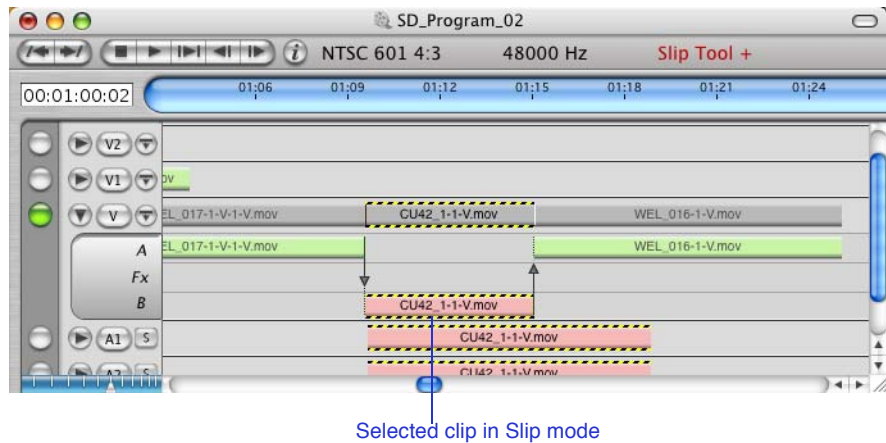 SD_Program_02
i NTSC 601 4:3 48000 Hz Slip Tool +
00:01:00:02 01:06 01:09 01:12 01:15 01:18 01:21 01:24
V2
V1 ov
V EL_017-1-V-1-V.mov CU42_1-1-V.mov WEL_016-1-V.mov
A EL_017-1-V-1-V.mov WEL_016-1-V.mov
Fx
B CU42_1-1-V.mov
A1 S CU42_1-1-V.mov
A2 S CU42_1-1-V.mov
Selected clip in Slip mode